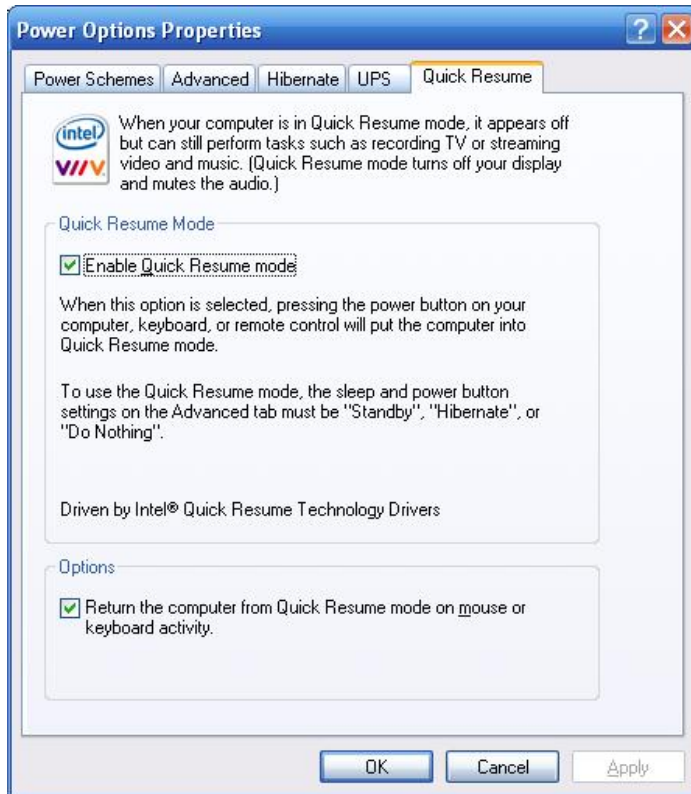 Power Options Properties
Power Schemes Advanced Hibernate UPS Quick Resume
intel
VIIV
When your computer is in Quick Resume mode, it appears off
but can still perform tasks such as recording TV or streaming
video and music. (Quick Resume mode turns off your display
and mutes the audio.)
Quick Resume Mode
Enable Quick Resume mode
When this option is selected, pressing the power button on your
computer, keyboard, or remote control will put the computer into
Quick Resume mode.
To use the Quick Resume mode, the sleep and power button
settings on the Advanced tab must be "Standby", "Hibernate", or
"Do Nothing".
Driven by Intel® Quick Resume Technology Drivers
Options
Return the computer from Quick Resume mode on mouse or
keyboard activity.
OK Cancel Apply